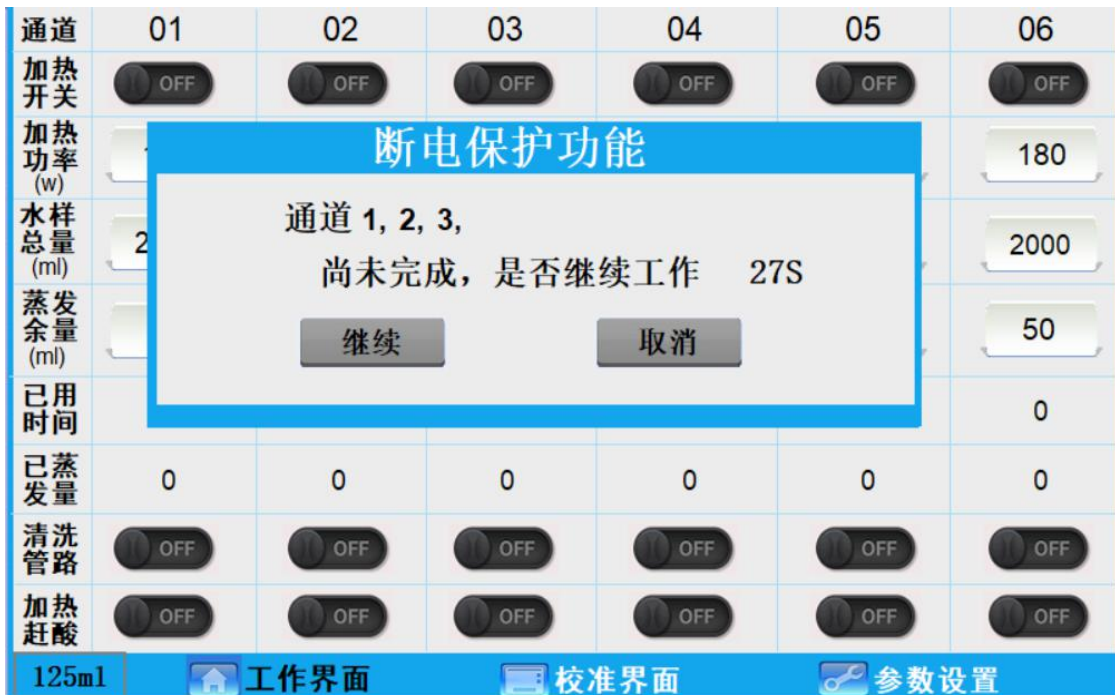 通道 01 02 03 04 05 06
加热
开关 OFF OFF OFF OFF OFF OFF
断电保护功能
通道 1, 2, 3,
尚未完成，是否继续工作 27S
继续 取消
加热
功率
(w) 180
水样
总量
(ml) 2 2000
蒸发
余量
(ml) 50
已用
时间 0
已蒸
发量 0 0 0 0 0 0
清洗
管路 OFF OFF OFF OFF OFF OFF
加热
赶酸 OFF OFF OFF OFF OFF OFF
125ml 工作界面 校准界面 参数设置